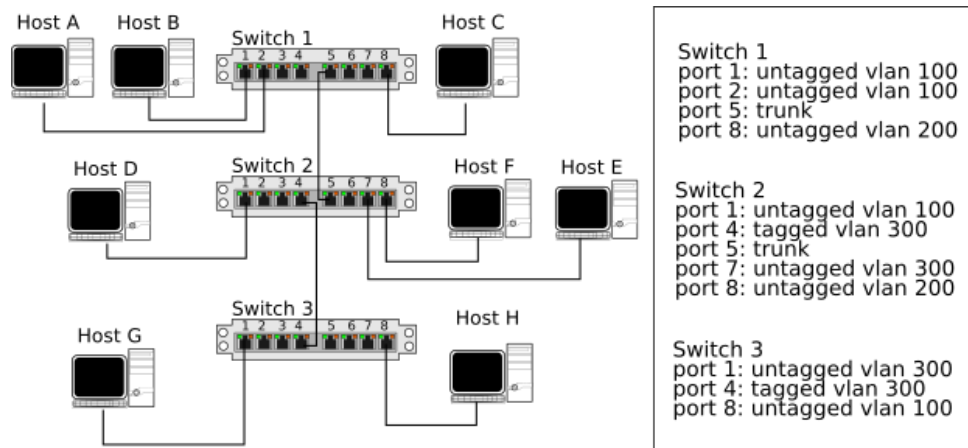 Host A
Host B
Host C
Switch 1
1 2 3 4 5 6 7 8
Host D
Switch 2
Host F
Host E
1 2 3 4 5 6 7 8
Host G
Switch 3
Host H
1 2 3 4 5 6 7 8
Switch 1
port 1: untagged vlan 100
port 2: untagged vlan 100
port 5: trunk
port 8: untagged vlan 200
Switch 2
port 1: untagged vlan 100
port 4: tagged vlan 300
port 5: trunk
port 7: untagged vlan 300
port 8: untagged vlan 200
Switch 3
port 1: untagged vlan 300
port 4: tagged vlan 300
port 8: untagged vlan 100